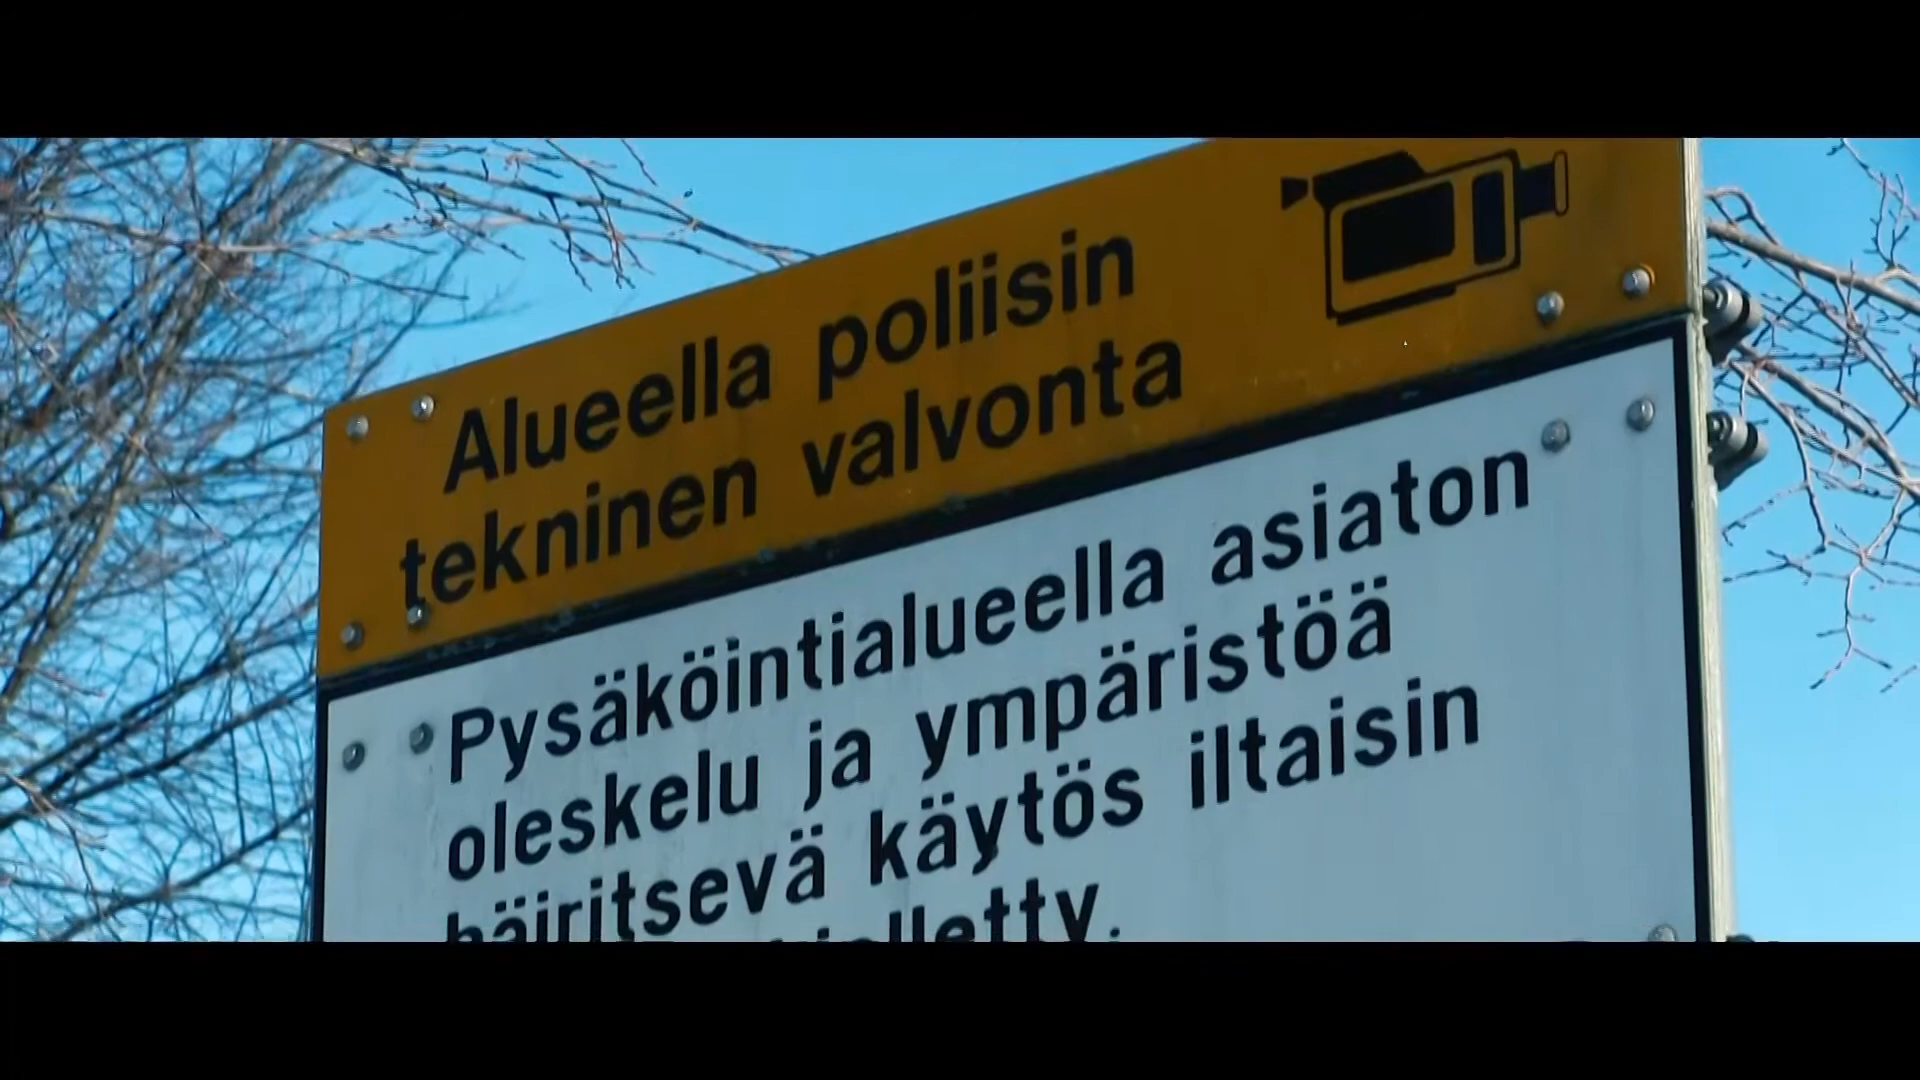 Alueella poliisin
tekninen valvonta
Pysäköintialueella asiaton
oleskelu ja ympäristöä
häiritsevä käytös iltaisin